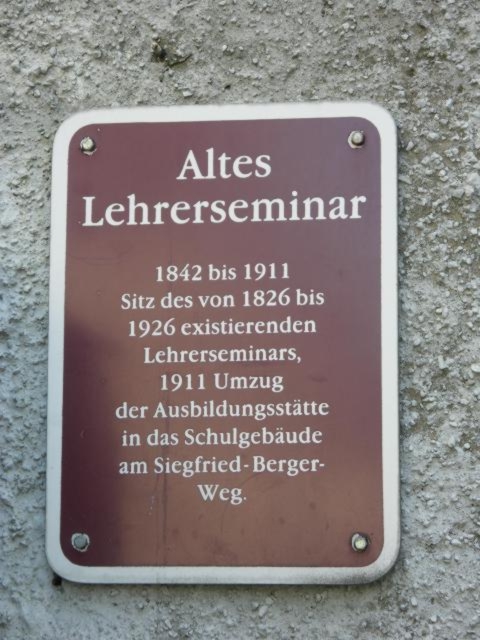 Altes
Lehrerseminar
1842 bis 1911
Sitz des von 1826 bis
1926 existierenden
Lehrerseminars,
1911 Umzug
der Ausbildungsstätte
in das Schulgebäude
am Siegfried-Berger-
Weg.